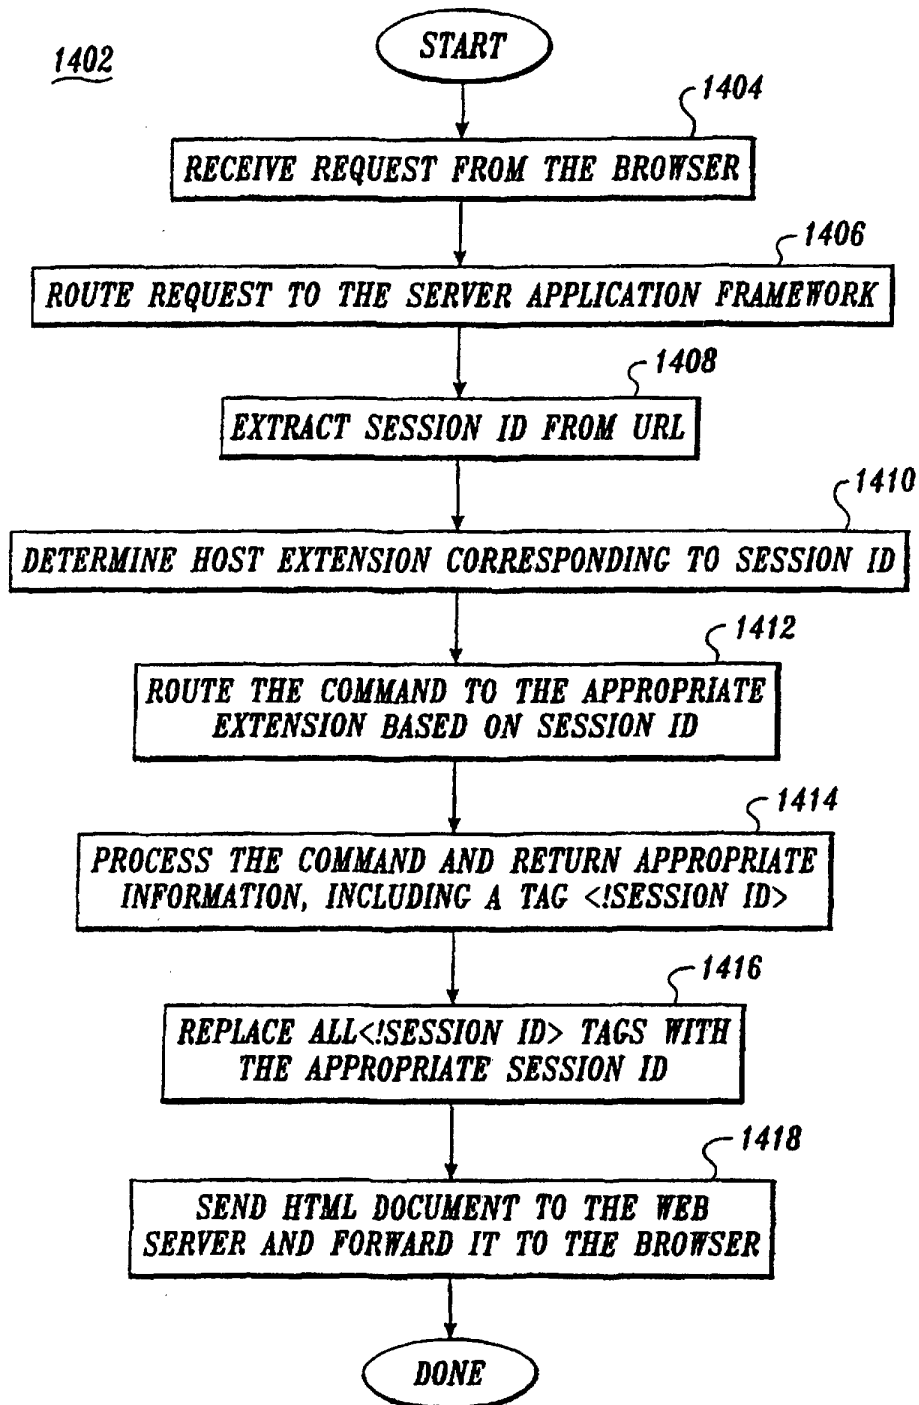 START
1402
1404
RECEIVE REQUEST FROM THE BROWSER
1406
ROUTE REQUEST TO THE SERVER APPLICATION FRAMEWORK
1408
EXTRACT SESSION ID FROM URL
1410
DETERMINE HOST EXTENSION CORRESPONDING TO SESSION ID
1412
ROUTE THE COMMAND TO THE APPROPRIATE
EXTENSION BASED ON SESSION ID
1414
PROCESS THE COMMAND AND RETURN APPROPRIATE
INFORMATION, INCLUDING A TAG <!SESSION ID>
1416
REPLACE ALL<!SESSION ID> TAGS WITH
THE APPROPRIATE SESSION ID
1418
SEND HTML DOCUMENT TO THE WEB
SERVER AND FORWARD IT TO THE BROWSER
DONE